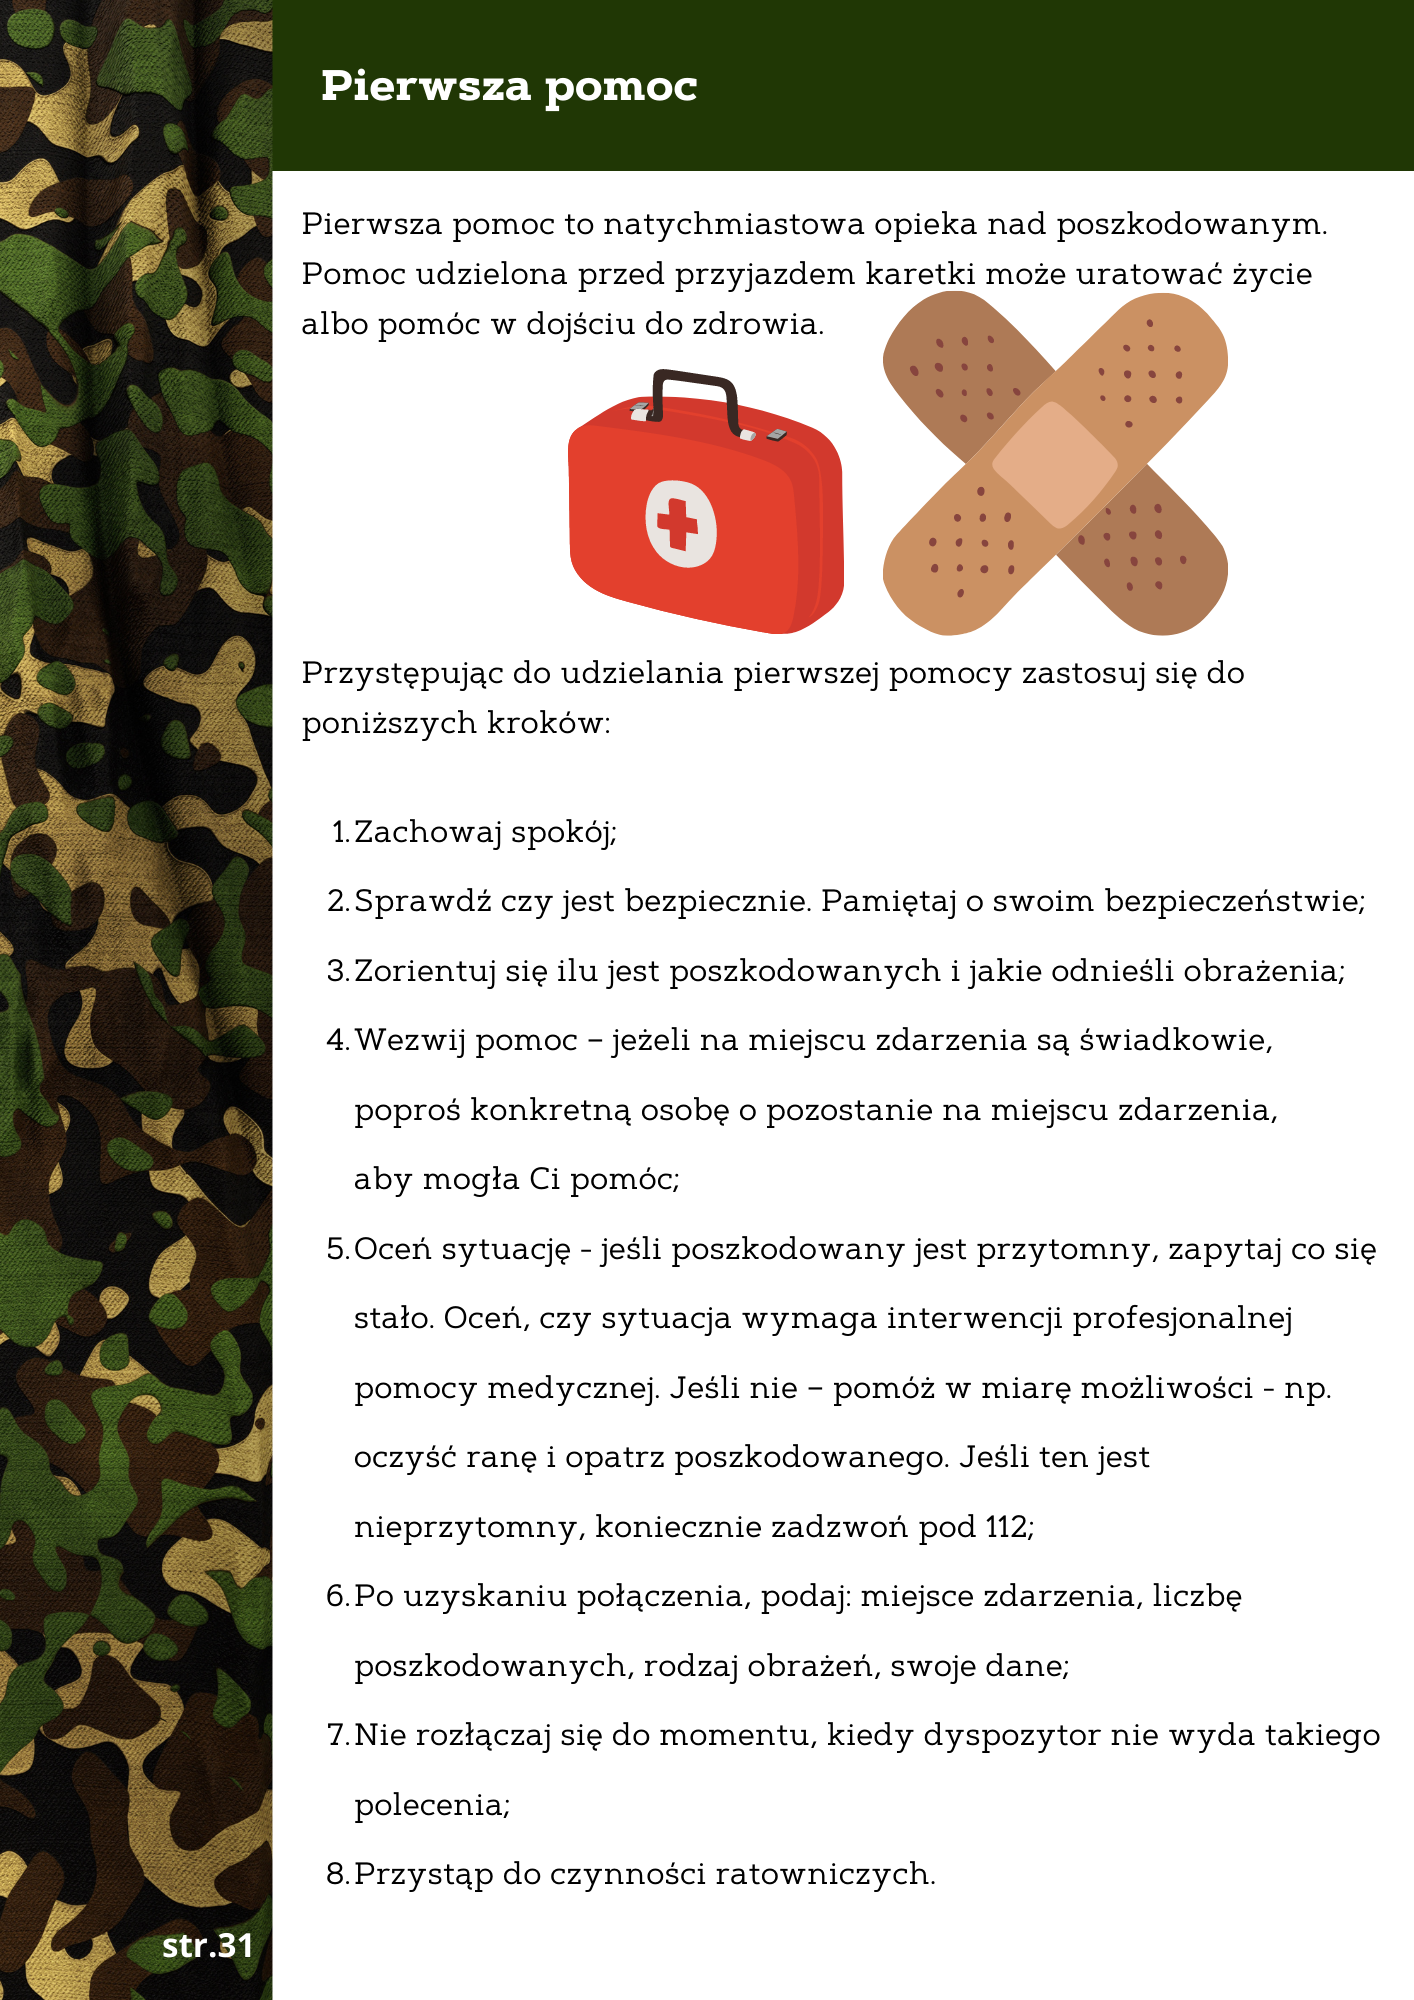 Pierwsza pomoc
Pierwsza pomoc to natychmiastowa opieka nad poszkodowanym.
Pomoc udzielona przed przyjazdem karetki może uratować życie
albo pomóc w dojściu do zdrowia.
Przystępując do udzielania pierwszej pomocy zastosuj się do
poniższych kroków:
1. Zachowaj spokój;
2. Sprawdź czy jest bezpiecznie. Pamiętaj o swoim bezpieczeństwie;
3. Zorientuj się ilu jest poszkodowanych i jakie odnieśli obrażenia;
4. Wezwij pomoc – jeżeli na miejscu zdarzenia są świadkowie,
poproś konkretną osobę o pozostanie na miejscu zdarzenia,
aby mogła Ci pomóc;
5. Oceń sytuację - jeśli poszkodowany jest przytomny, zapytaj co się
stało. Oceń, czy sytuacja wymaga interwencji profesjonalnej
pomocy medycznej. Jeśli nie – pomóż w miarę możliwości - np.
oczyść ranę i opatrz poszkodowanego. Jeśli ten jest
nieprzytomny, koniecznie zadzwoń pod 112;
6. Po uzyskaniu połączenia, podaj: miejsce zdarzenia, liczbę
poszkodowanych, rodzaj obrażeń, swoje dane;
7. Nie rozłączaj się do momentu, kiedy dyspozytor nie wyda takiego
polecenia;
8. Przystąp do czynności ratowniczych.
str.31